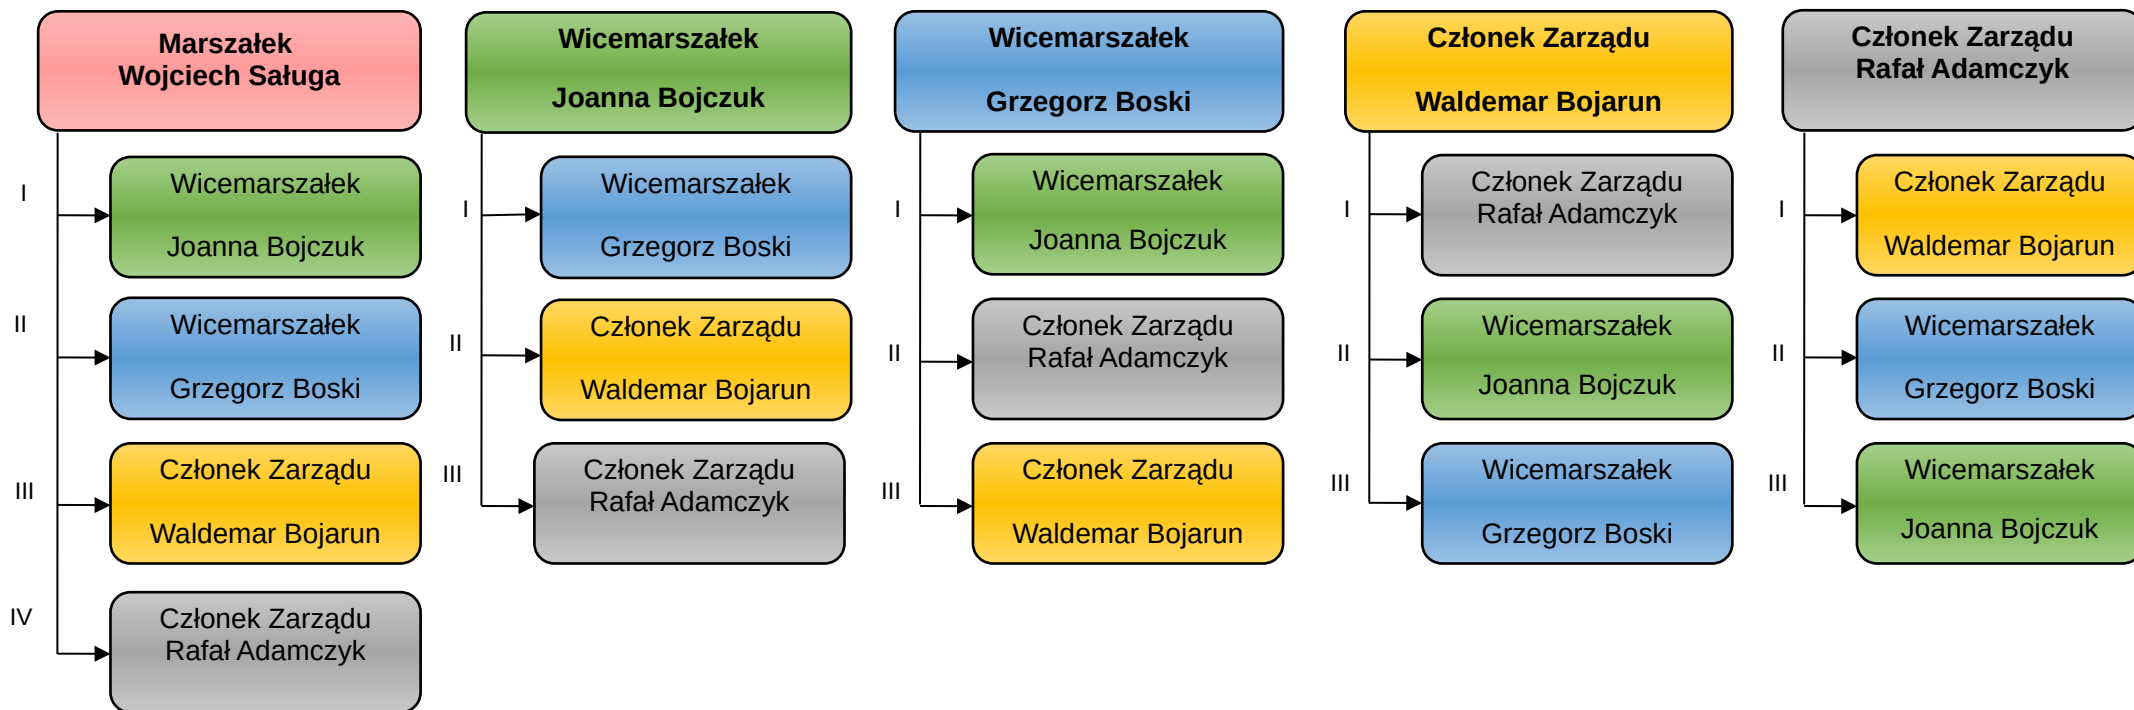 Marszałek
Wojciech Saługa
I
Wicemarszałek
Joanna Bojczuk
II
Wicemarszałek
Grzegorz Boski
III
Członek Zarządu
Waldemar Bojarun
IV
Członek Zarządu
Rafał Adamczyk
Wicemarszałek
Joanna Bojczuk
I
Wicemarszałek
Grzegorz Boski
II
Członek Zarządu
Waldemar Bojarun
III
Członek Zarządu
Rafał Adamczyk
Wicemarszałek
Grzegorz Boski
I
Wicemarszałek
Joanna Bojczuk
II
Członek Zarządu
Rafał Adamczyk
III
Członek Zarządu
Waldemar Bojarun
Członek Zarządu
Waldemar Bojarun
I
Członek Zarządu
Rafał Adamczyk
II
Wicemarszałek
Joanna Bojczuk
III
Wicemarszałek
Grzegorz Boski
Członek Zarządu
Rafał Adamczyk
I
Członek Zarządu
Waldemar Bojarun
II
Wicemarszałek
Grzegorz Boski
III
Wicemarszałek
Joanna Bojczuk